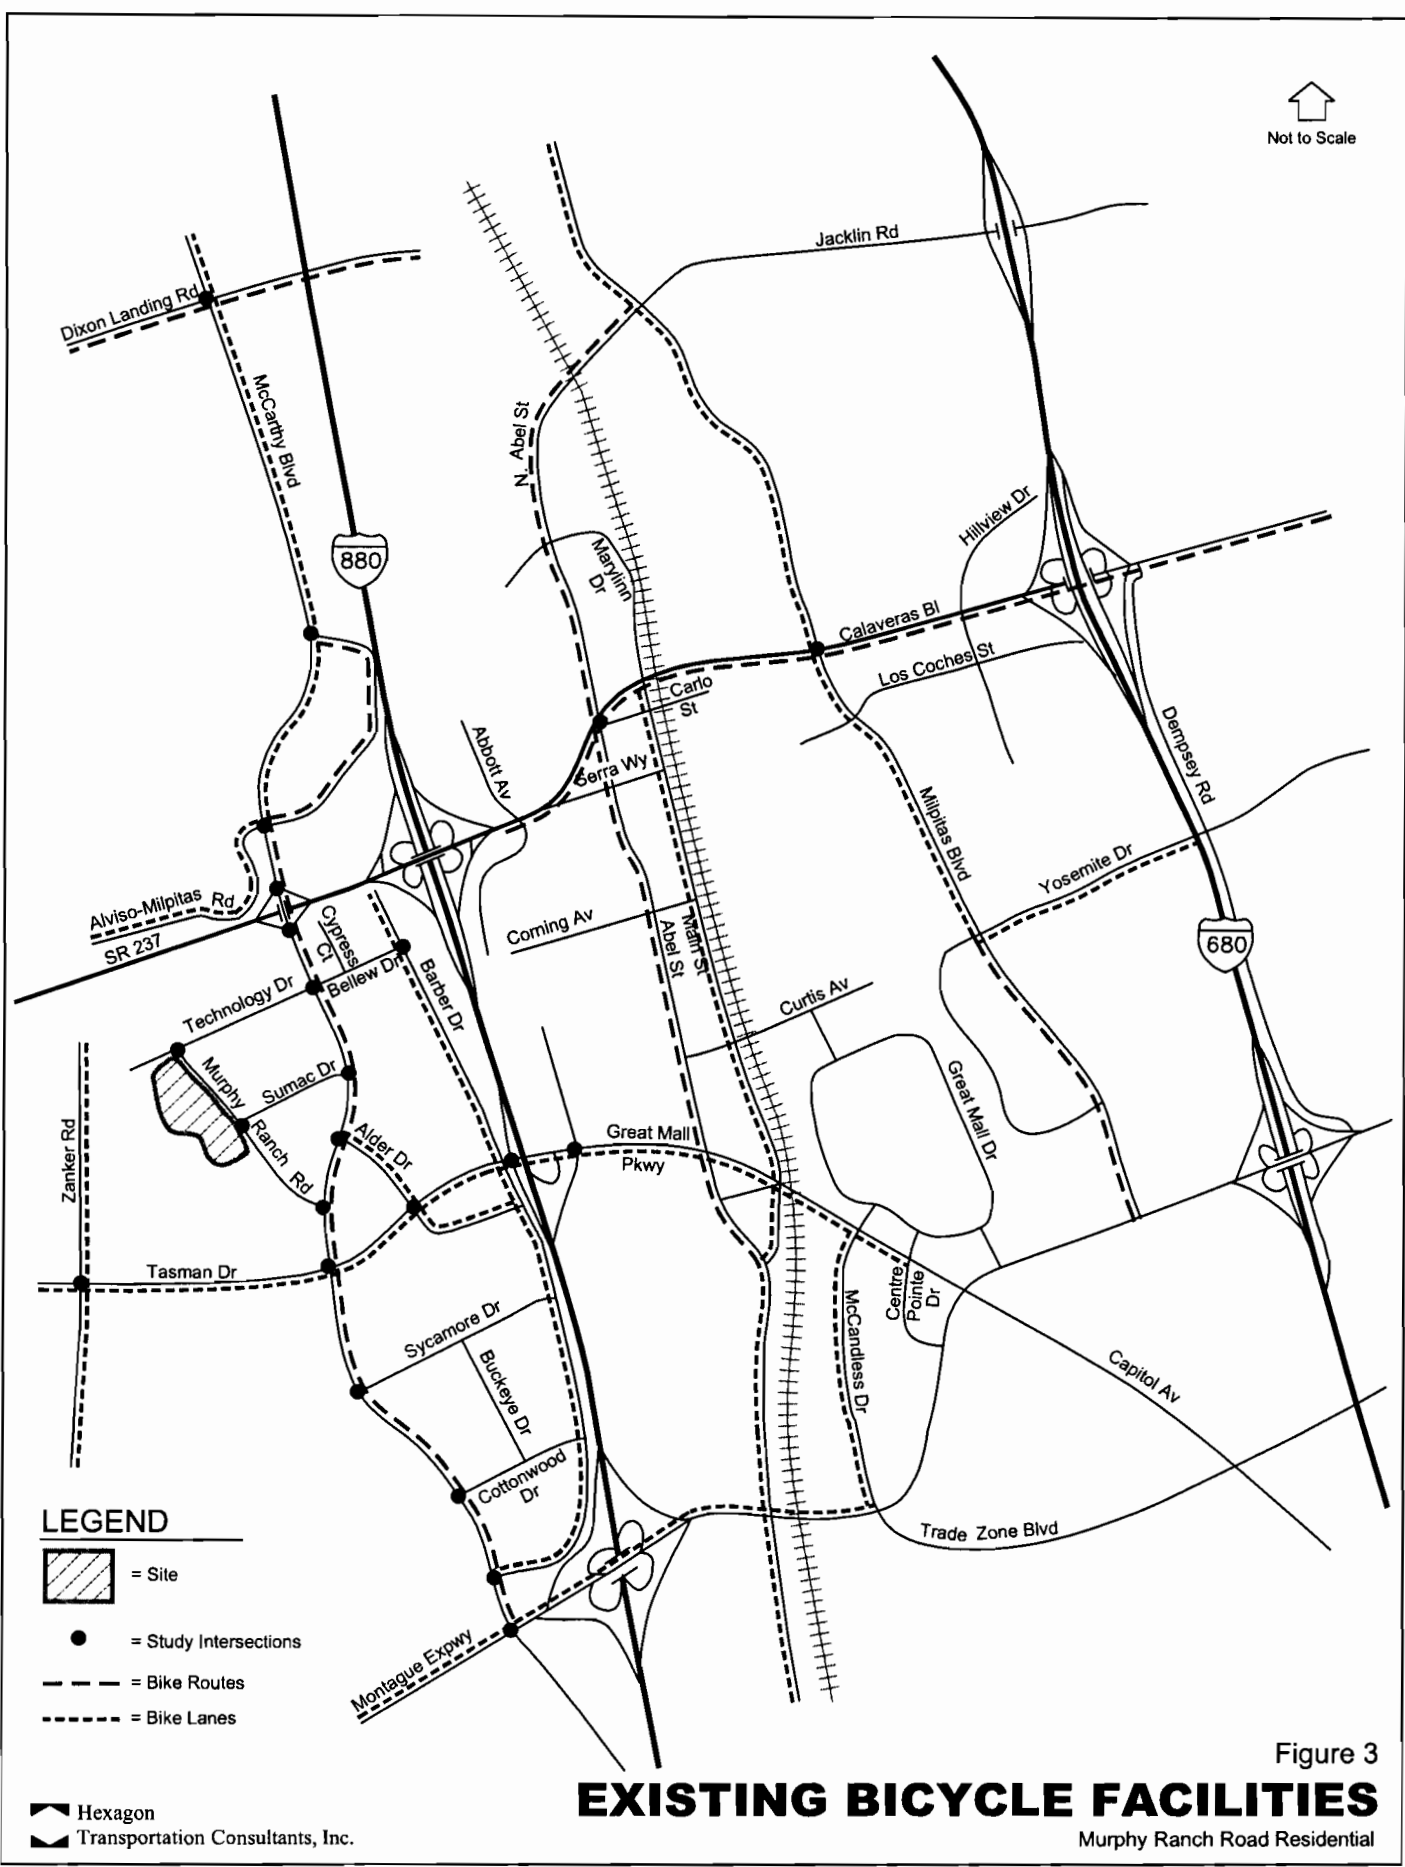 Not to Scale
Jacklin Rd
Dixon Landing Rd
McCarthy Blvd
N. Abel St
880
Hillview Dr
Marylinn
Dr
Calaveras Bl
Los Coches St
Carlo
St
Abbott Av
Serra Wy
Dempsey Rd
Milpitas Blvd
Yosemite Dr
Alviso-Milpitas Rd
SR 237
Cypress
Ct
Bellew Dr
Barber Dr
Corning Av
Abel St
Main St
680
Technology Dr
Curtis Av
Murphy
Ranch Rd
Sumac Dr
Great Mall Dr
Zanker Rd
Alder Dr
Great Mall
Pkwy
Tasman Dr
Centre
Pointe
Dr
McCandless Dr
Sycamore Dr
Buckeye Dr
Capitol Av
Cottonwood
Dr
Trade Zone Blvd
Montague Expwy
LEGEND
= Site
= Study Intersections
= Bike Routes
= Bike Lanes
Figure 3
EXISTING BICYCLE FACILITIES
Murphy Ranch Road Residential
Hexagon
Transportation Consultants, Inc.